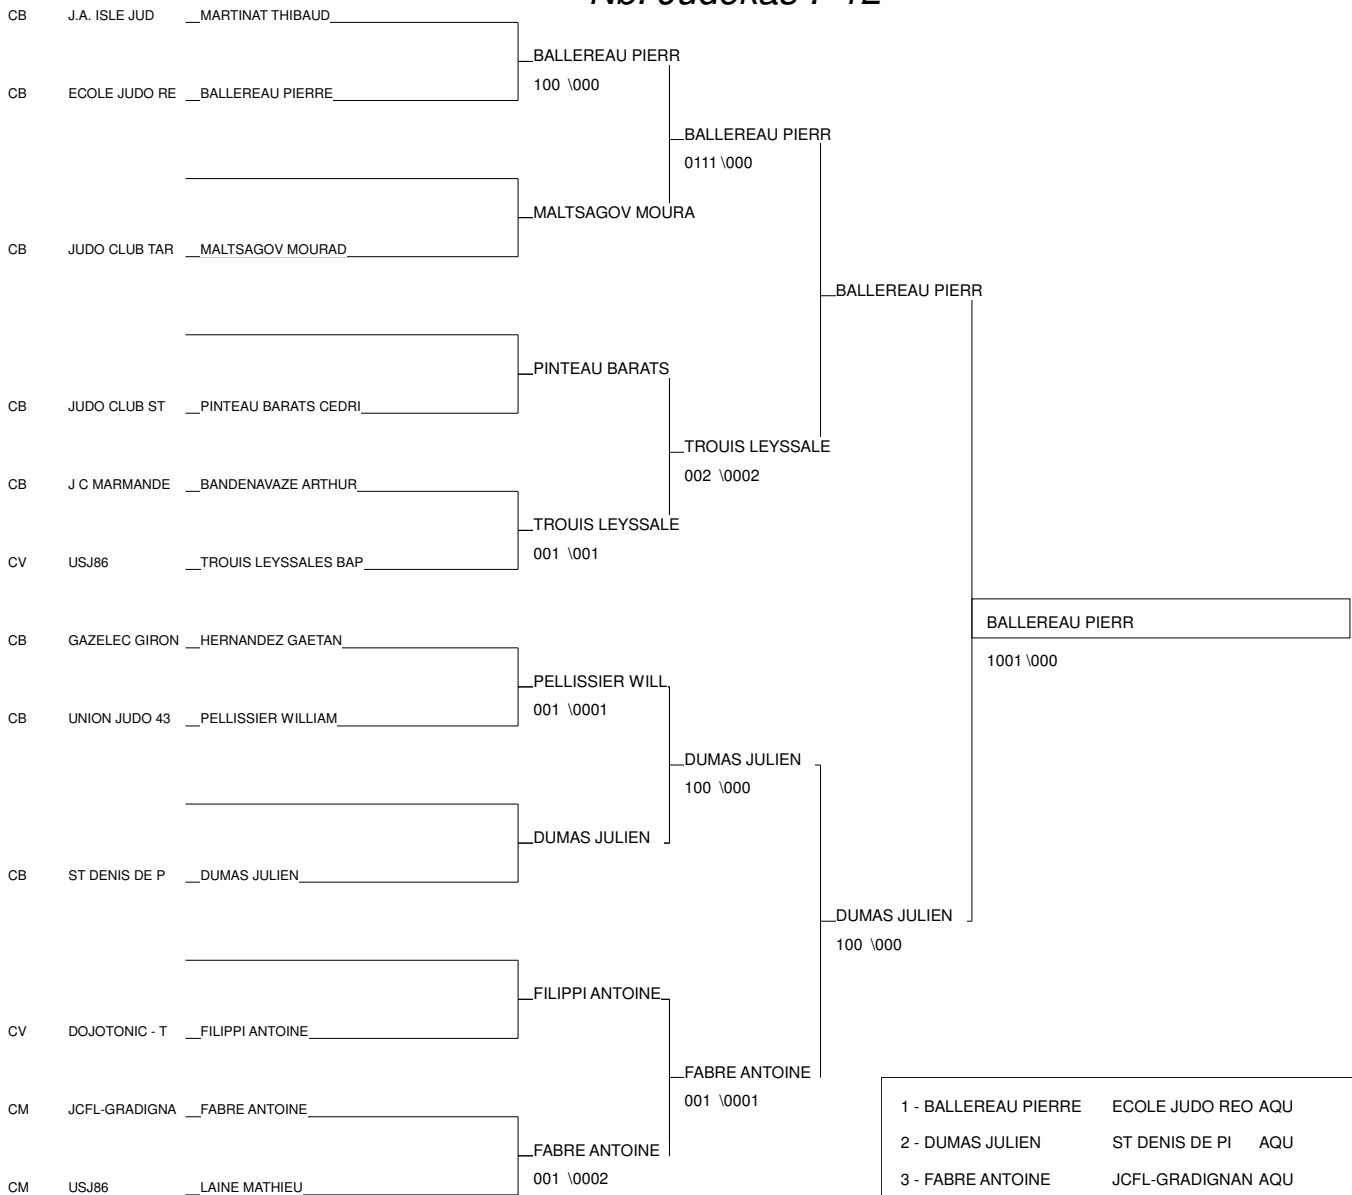 Nb. Judokas : 12
CB J.A. ISLE JUD MARTINAT THIBAUD
BALLEREAU PIERR
100 \000
CB ECOLE JUDO RE BALLEREAU PIERRE
BALLEREAU PIERR
0111 \000
MALTSAGOV MOURA
CB JUDO CLUB TAR MALTSAGOV MOURAD
BALLEREAU PIERR
PINTEAU BARATS
CB JUDO CLUB ST PINTEAU BARATS CEDRI
TROUIS LEYSSALE
002 \0002
CB J C MARMANDE BANDENAVAZE ARTHUR
TROUIS LEYSSALE
001 \001
CV USJ86 TROUIS LEYSSALES BAP
BALLEREAU PIERR
1001 \000
CB GAZELEC GIRON HERNANDEZ GAETAN
PELLISSIER WILL
001 \0001
CB UNION JUDO 43 PELLISSIER WILLIAM
DUMAS JULIEN
100 \000
DUMAS JULIEN
CB ST DENIS DE P DUMAS JULIEN
DUMAS JULIEN
100 \000
FILIPPI ANTOINE
CV DOJOTONIC - T FILIPPI ANTOINE
FABRE ANTOINE
001 \0001
CM JCFL-GRADIGNA FABRE ANTOINE
FABRE ANTOINE
001 \0002
CM USJ86 LAINE MATHIEU
1 - BALLEREAU PIERRE ECOLE JUDO REO AQU
2 - DUMAS JULIEN ST DENIS DE PI AQU
3 - FABRE ANTOINE JCFL-GRADIGNAN AQU